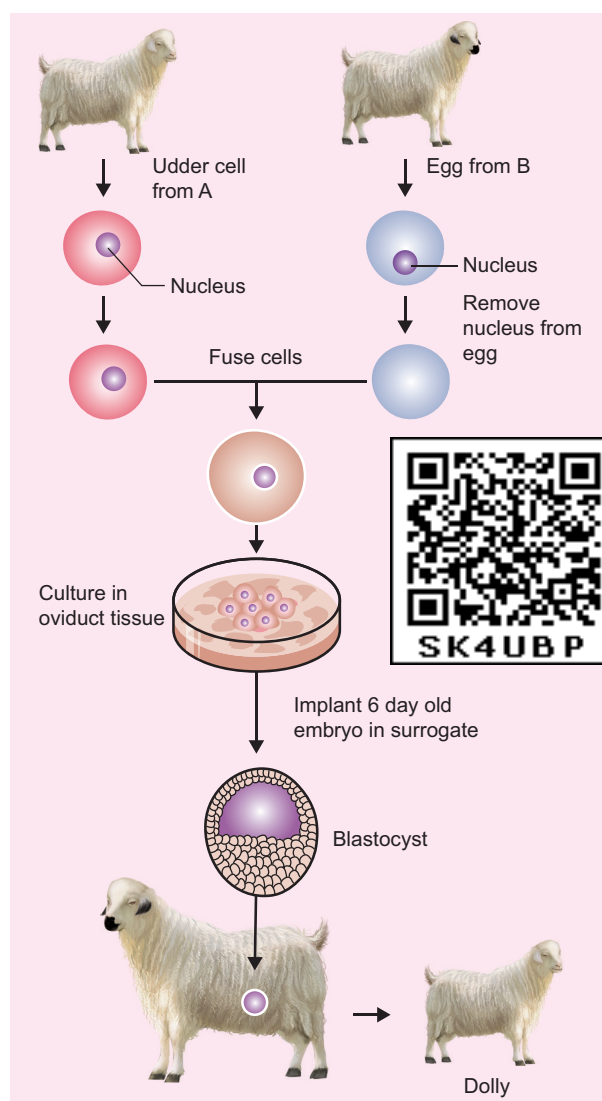 Udder cell
from A
Egg from B
Nucleus
Nucleus
Remove
nucleus from
egg
Fuse cells
SK4UBP
Culture in
oviduct tissue
Implant 6 day old
embryo in surrogate
Blastocyst
Dolly